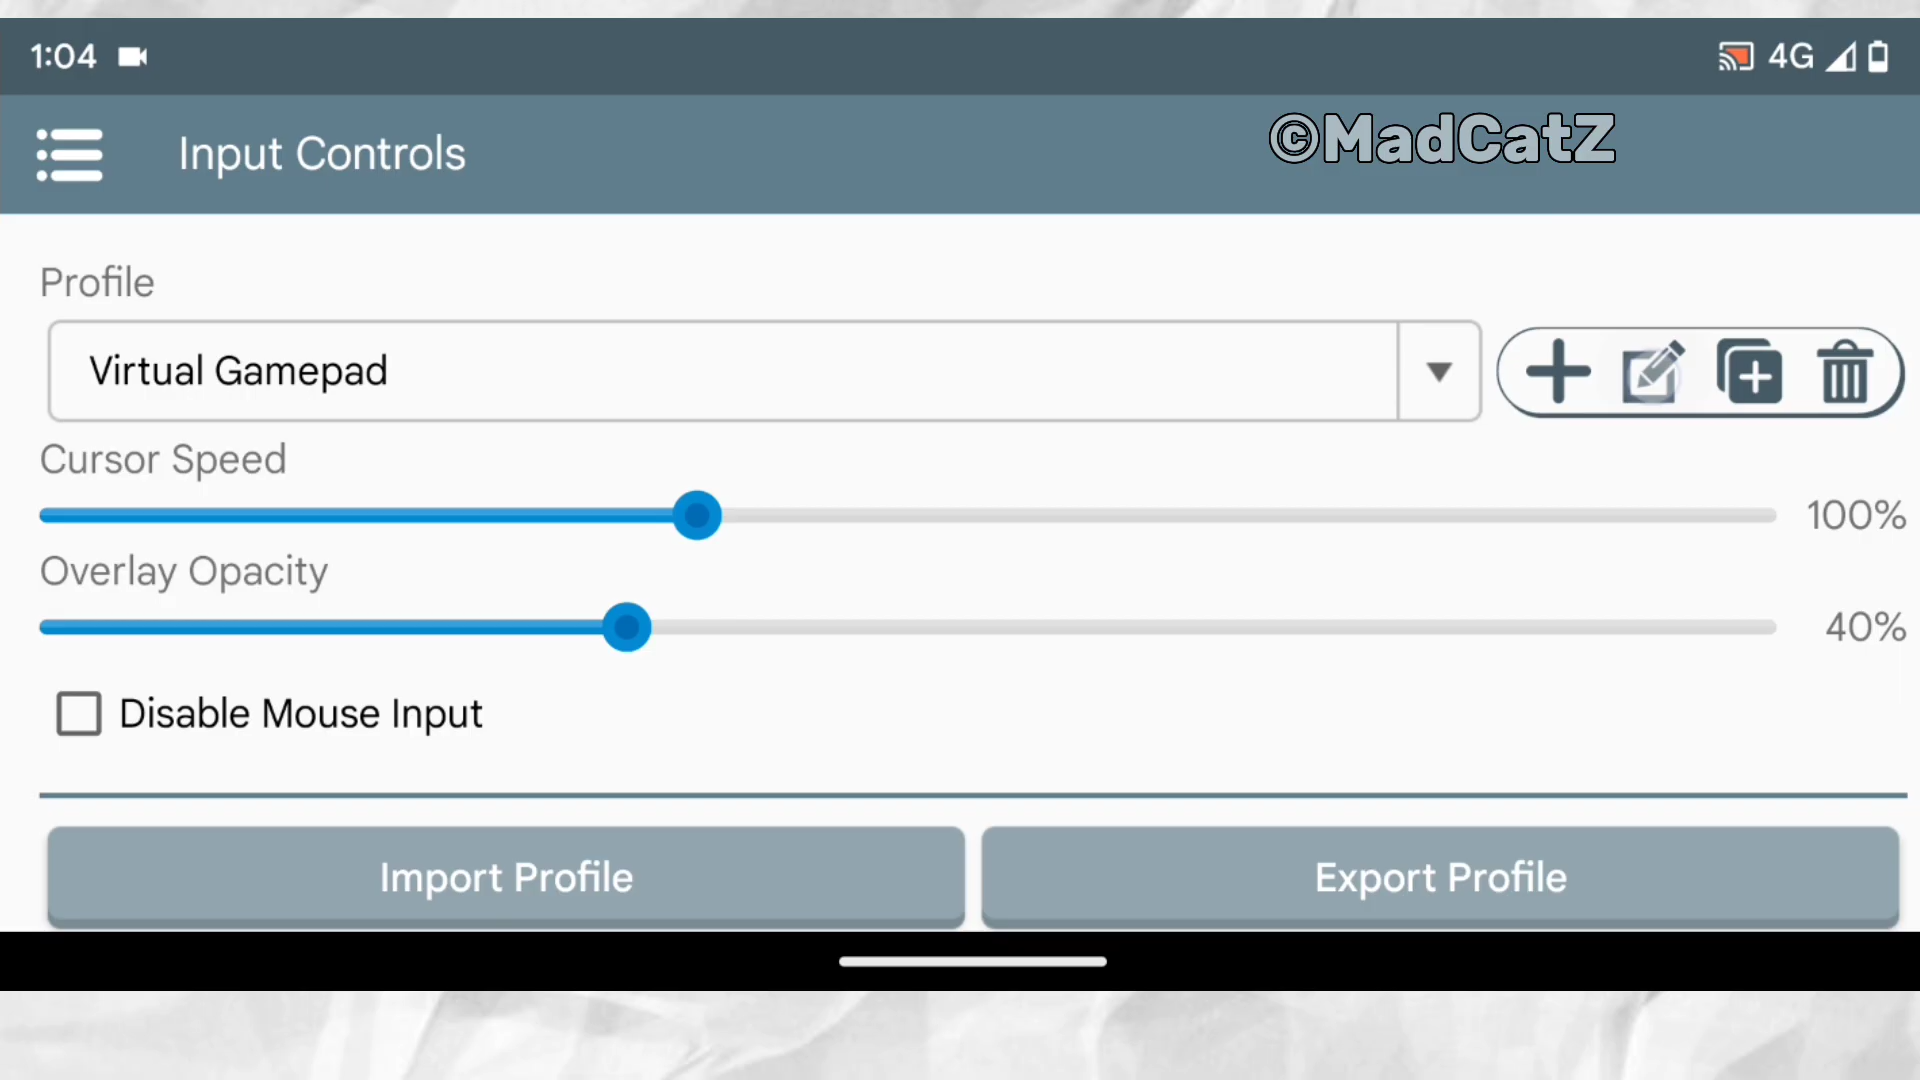 1:04
4G
Input Controls
©MadCatZ
Profile
Virtual Gamepad
Cursor Speed
100%
Overlay Opacity
40%
Disable Mouse Input
Import Profile
Export Profile